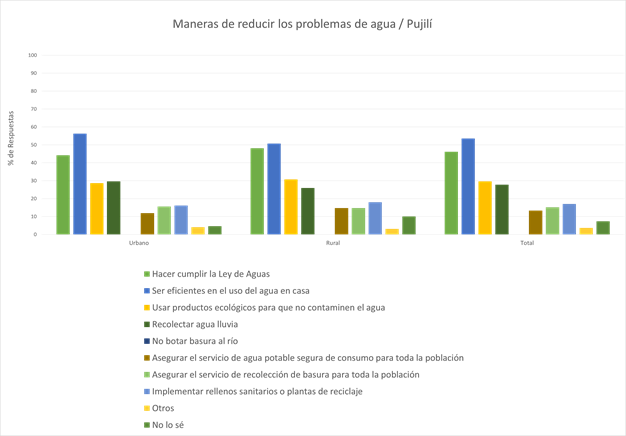 Maneras de reducir los problemas de agua / Pujilí
% de Respuestas
100
90
80
70
60
50
40
30
20
10
0
Urbano Rural Total
Hacer cumplir la Ley de Aguas
Ser eficientes en el uso del agua en casa
Usar productos ecológicos para que no contaminen el agua
Recolectar agua lluvia
No botar basura al río
Asegurar el servicio de agua potable segura de consumo para toda la población
Asegurar el servicio de recolección de basura para toda la población
Implementar rellenos sanitarios o plantas de reciclaje
Otros
No lo sé